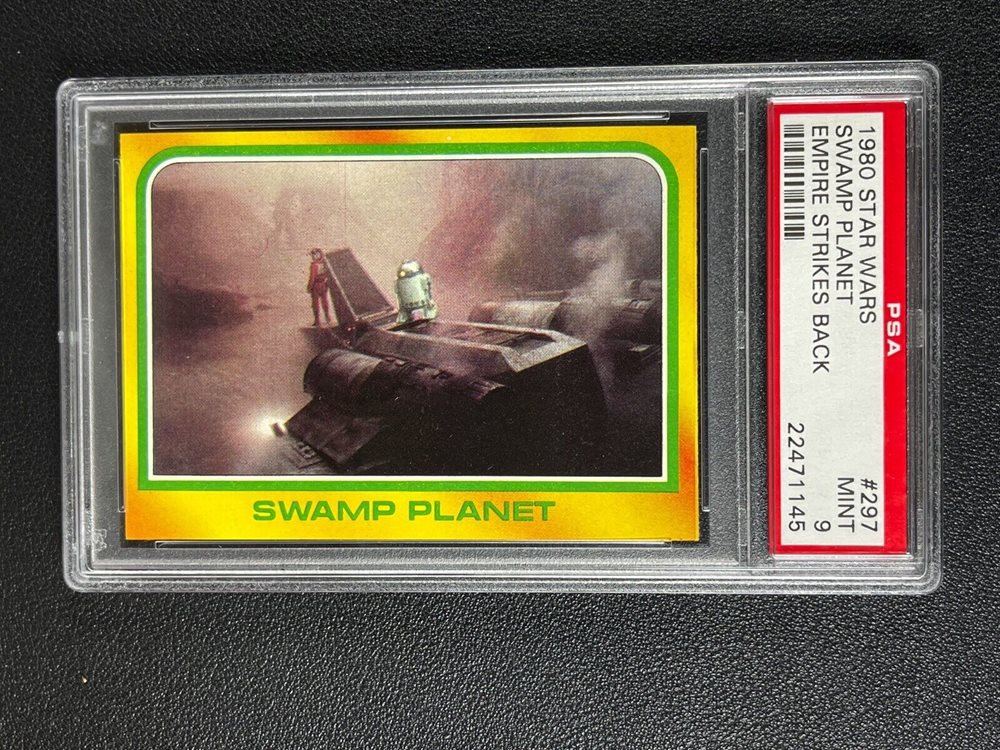 SWAMP PLANET
1980 STAR WARS #297
SWAMP PLANET MINT
EMPIRE STRIKES BACK 9
22471145
PSA